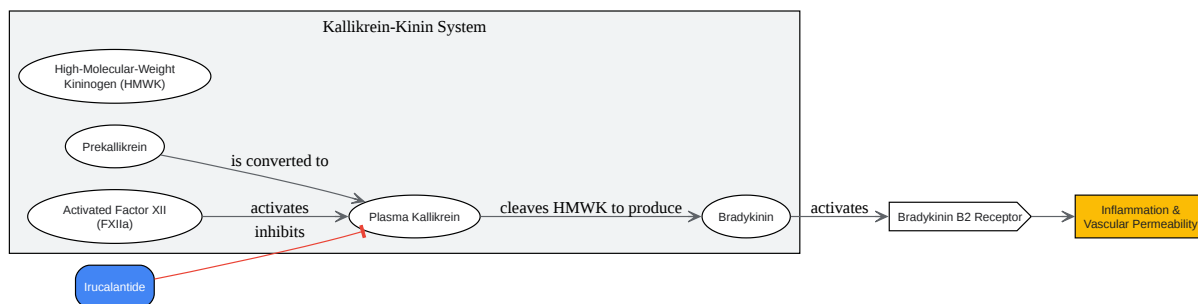 Kallikrein-Kinin System
High-Molecular-Weight
Kininogen (HMWK)
Prekallikrein
is converted to
Activated Factor XII
(FXIIa)
activates
inhibits
Plasma Kallikrein
cleaves HMWK to produce
Bradykinin
activates
Bradykinin B2 Receptor
Inflammation &
Vascular Permeability
Irucalantide